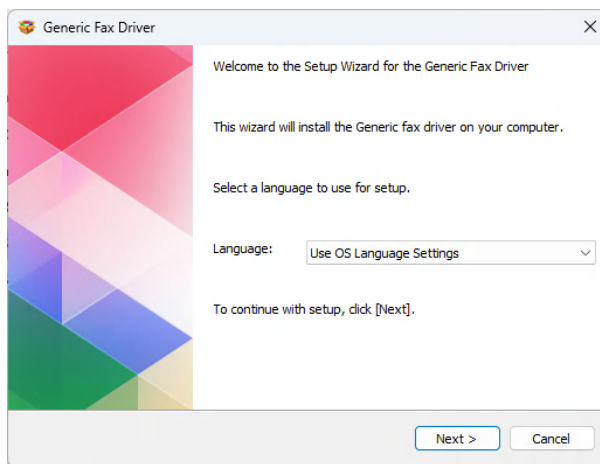 Generic Fax Driver
Welcome to the Setup Wizard for the Generic Fax Driver
This wizard will install the Generic fax driver on your computer.
Select a language to use for setup.
Language: Use OS Language Settings
To continue with setup, click [Next].
Next > Cancel